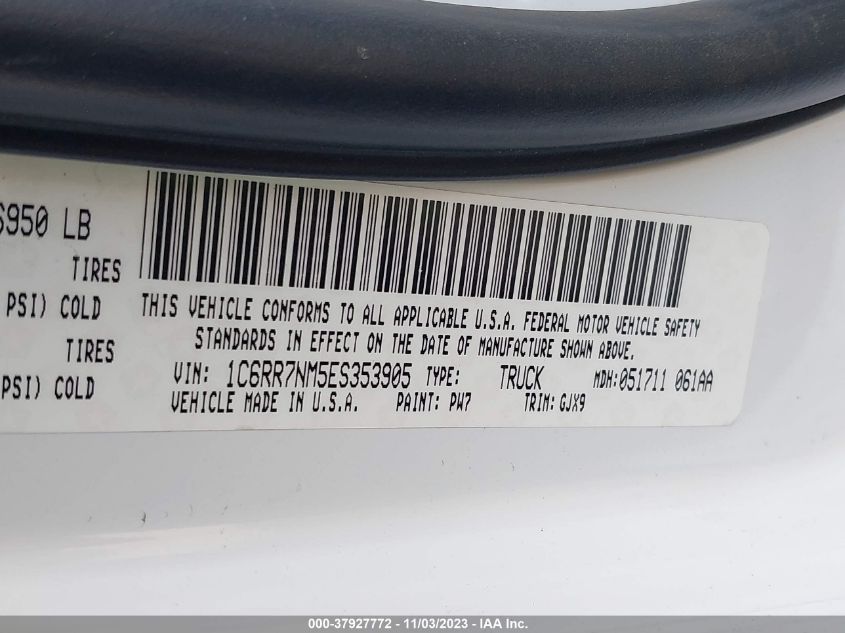 6950 LB
TIRES
PSI) COLD
TIRES
PSI) COLD
THIS VEHICLE CONFORMS TO ALL APPLICABLE U.S.A. FEDERAL MOTOR VEHICLE SAFETY
STANDARDS IN EFFECT ON THE DATE OF MANUFACTURE SHOWN ABOVE.
VIN: 1C6RR7NM5ES353905 TYPE: TRUCK MDH:051711 061AA
VEHICLE MADE IN U.S.A. PAINT: PW7 TRIM: GJX9
000-37927772 - 11/03/2023 - IAA Inc.